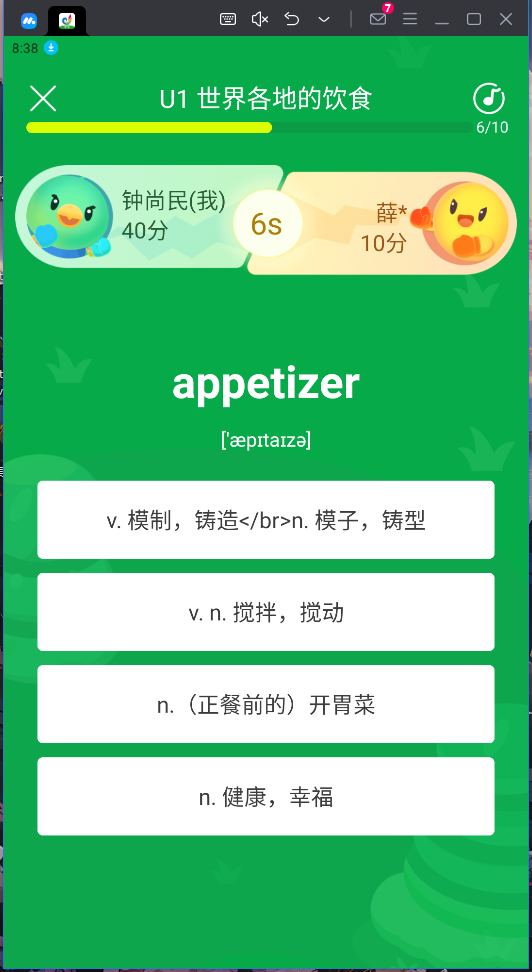 7
8:38
U1 世界各地的饮食
6/10
钟尚民(我)
40分
6s
薛*
10分
appetizer
['æpɪtaɪzə]
v. 模制，铸造</br>n. 模子，铸型
v. n. 搅拌，搅动
n.（正餐前的）开胃菜
n. 健康，幸福